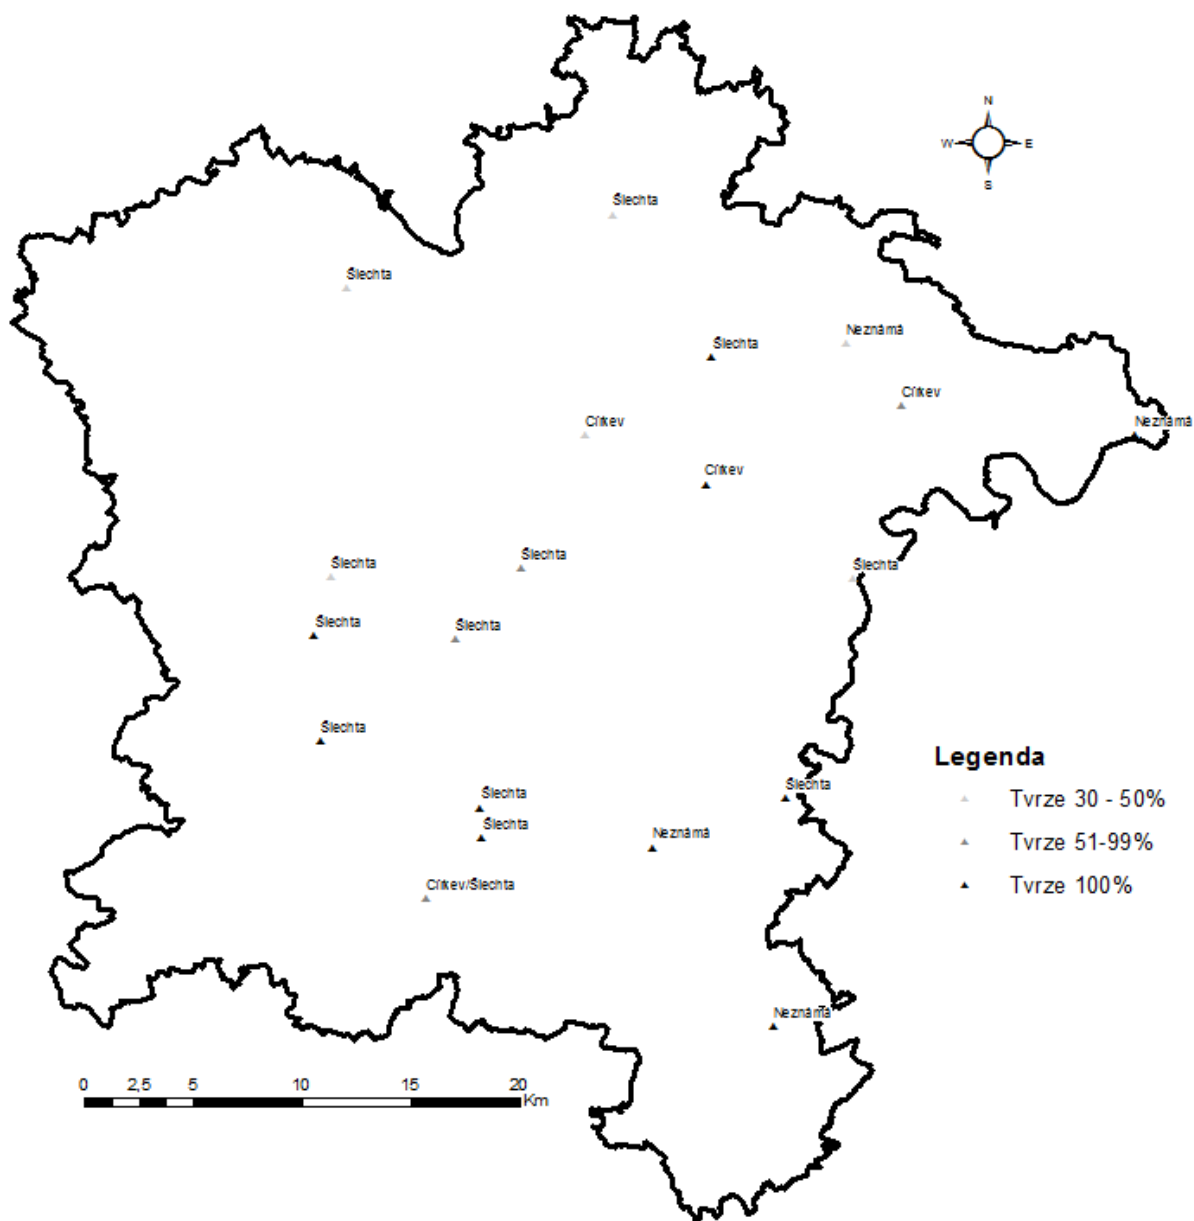 N
W E
S
Šlechta
Šlechta
Neznámá
Šlechta
Církev
Církev
Neznámá
Církev
Šlechta
Šlechta
Šlechta
Šlechta
Šlechta
Šlechta
Legenda
Šlechta
Šlechta
Tvrze 30 - 50%
Šlechta
Neznámá
Tvrze 51-99%
Církev/Šlechta
Tvrze 100%
Neznámá
0 2,5 5 10 15 20
Km